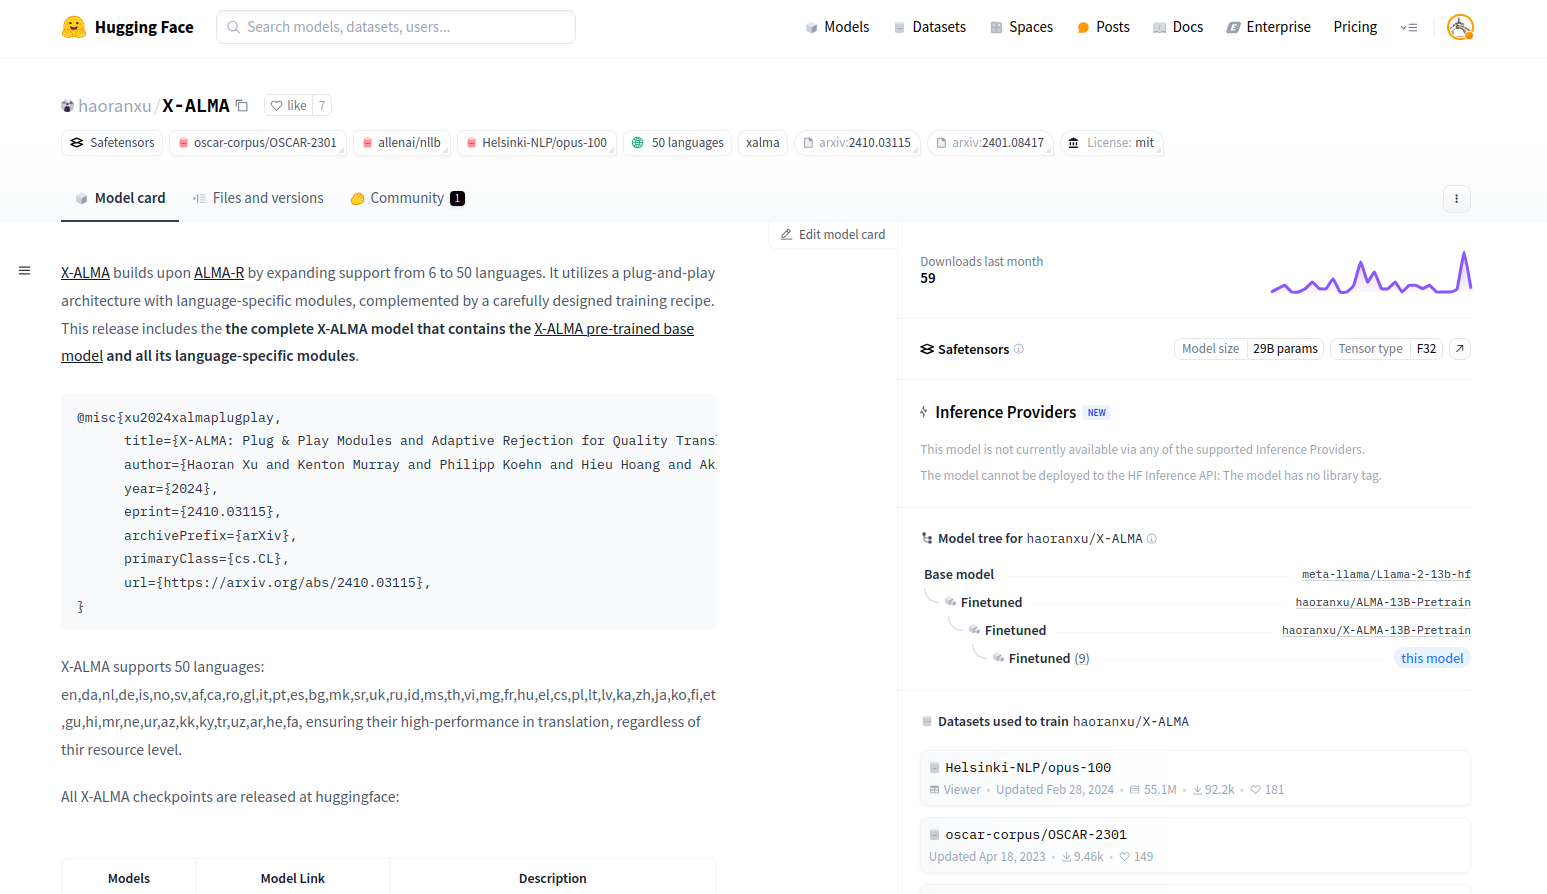 Hugging Face
Search models, datasets, users...
Models
Datasets
Spaces
Posts
Docs
Enterprise
Pricing
haoranxu/X-ALMA
like 7
Safetensors
oscar-corpus/OSCAR-2301
allenai/nllb
Helsinki-NLP/opus-100
50 languages
xalma
arxiv:2410.03115
arxiv:2401.08417
License: mit
Model card
Files and versions
Community 1
Edit model card
X-ALMA builds upon ALMA-R by expanding support from 6 to 50 languages. It utilizes a plug-and-play
architecture with language-specific modules, complemented by a carefully designed training recipe.
This release includes the the complete X-ALMA model that contains the X-ALMA pre-trained base
model and all its language-specific modules.
@misc{xu2024xalmaplugplay,
title={X-ALMA: Plug & Play Modules and Adaptive Rejection for Quality Transl
author={Haoran Xu and Kenton Murray and Philipp Koehn and Hieu Hoang and Ak
year={2024},
eprint={2410.03115},
archivePrefix={arXiv},
primaryClass={cs.CL},
url={https://arxiv.org/abs/2410.03115},
}
X-ALMA supports 50 languages:
en,da,nl,de,is,no,sv,af,ca,ro,gl,it,pt,es,bg,mk,sr,uk,ru,id,ms,th,vi,mg,fr,hu,el,cs,pl,lt,lv,ka,zh,ja,ko,fi,et
,gu,hi,mr,ne,ur,az,kk,ky,tr,uz,ar,he,fa, ensuring their high-performance in translation, regardless of
thir resource level.
All X-ALMA checkpoints are released at huggingface:
Models
Model Link
Description
Downloads last month
59
Safetensors
Model size 29B params
Tensor type F32
Inference Providers NEW
This model is not currently available via any of the supported Inference Providers.
The model cannot be deployed to the HF Inference API: The model has no library tag.
Model tree for haoranxu/X-ALMA
Base model meta-llama/Llama-2-13b-hf
Finetuned haoranxu/ALMA-13B-Pretrain
Finetuned haoranxu/X-ALMA-13B-Pretrain
Finetuned (9) this model
Datasets used to train haoranxu/X-ALMA
Helsinki-NLP/opus-100
Viewer • Updated Feb 28, 2024 • 55.1M • 92.2k • 181
oscar-corpus/OSCAR-2301
Updated Apr 18, 2023 • 9.46k • 149